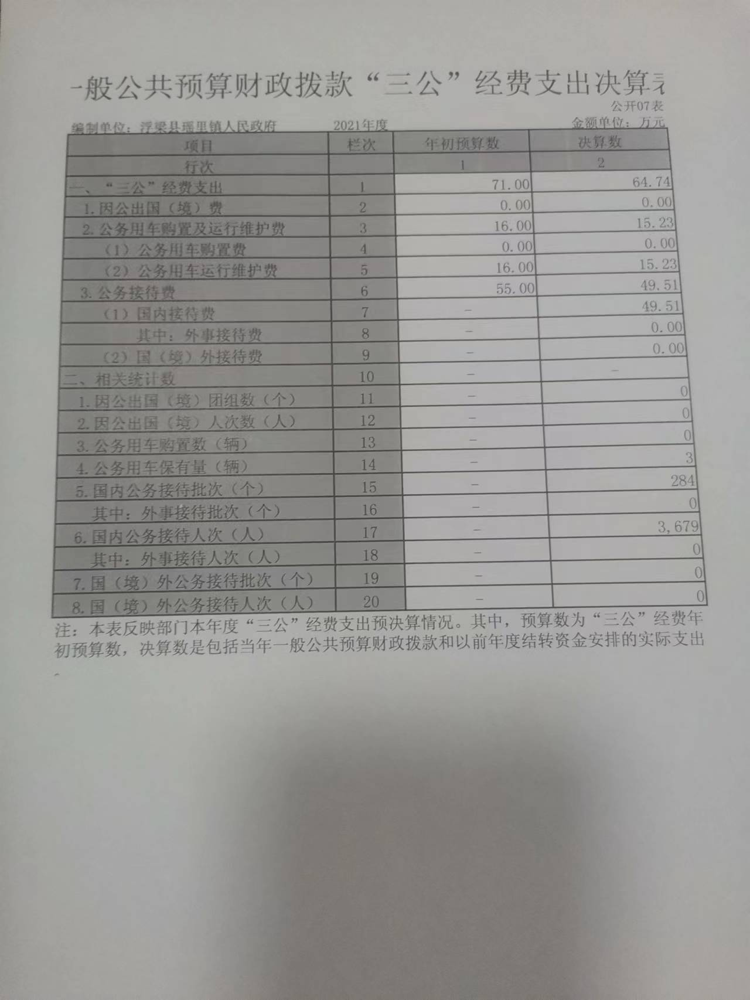 一般公共预算财政拨款“三公”经费支出决算表
公开07表
编制单位：浮梁县瑶里镇人民政府 2021年度 金额单位：万元
项目 栏次 年初预算数 决算数
行次 1 2
一、“三公”经费支出 1 71.00 64.74
1.因公出国（境）费 2 0.00 0.00
2.公务用车购置及运行维护费 3 16.00 15.23
（1）公务用车购置费 4 0.00 0.00
（2）公务用车运行维护费 5 16.00 15.23
3.公务接待费 6 55.00 49.51
（1）国内接待费 7 － 49.51
其中：外事接待费 8 － 0.00
（2）国（境）外接待费 9 － 0.00
二、相关统计数 10 － －
1.因公出国（境）团组数（个） 11 － 0
2.因公出国（境）人次数（人） 12 － 0
3.公务用车购置数（辆） 13 － 0
4.公务用车保有量（辆） 14 － 3
5.国内公务接待批次（个） 15 － 284
其中：外事接待批次（个） 16 － 0
6.国内公务接待人次（人） 17 － 3,679
其中：外事接待人次（人） 18 － 0
7.国（境）外公务接待批次（个） 19 － 0
8.国（境）外公务接待人次（人） 20 － 0
注：本表反映部门本年度“三公”经费支出预决算情况。其中，预算数为“三公”经费年
初预算数，决算数是包括当年一般公共预算财政拨款和以前年度结转资金安排的实际支出
。